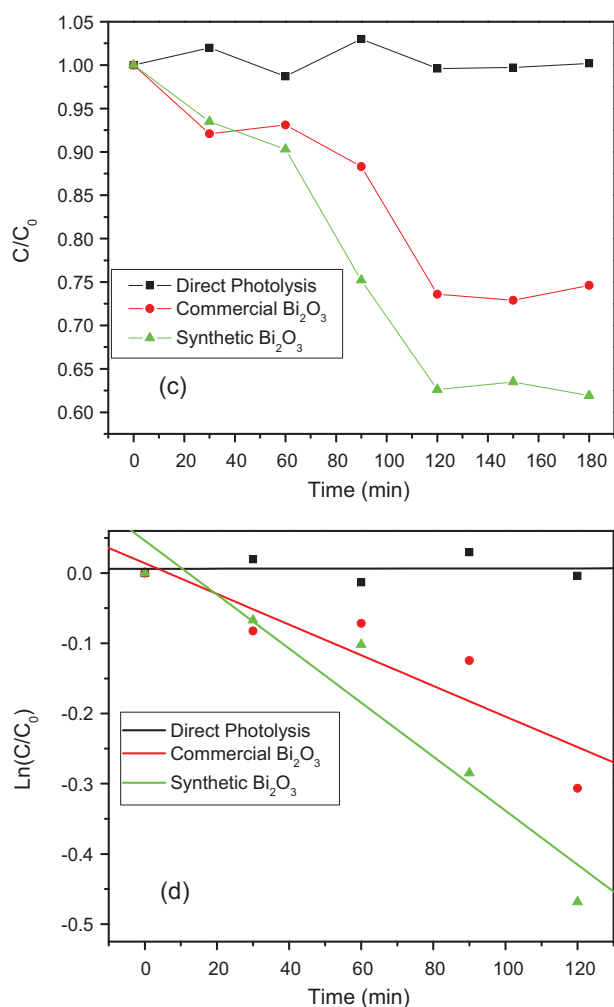 1.05
1.00
0.95
0.90
0.85
0.80
0.75
0.70
0.65
0.60
C/C₀
Direct Photolysis
Commercial Bi₂O₃
Synthetic Bi₂O₃
(c)
0 20 40 60 80 100 120 140 160 180
Time (min)
0.0
-0.1
-0.2
-0.3
-0.4
-0.5
Ln(C/C₀)
Direct Photolysis
Commercial Bi₂O₃
Synthetic Bi₂O₃
(d)
0 20 40 60 80 100 120
Time (min)